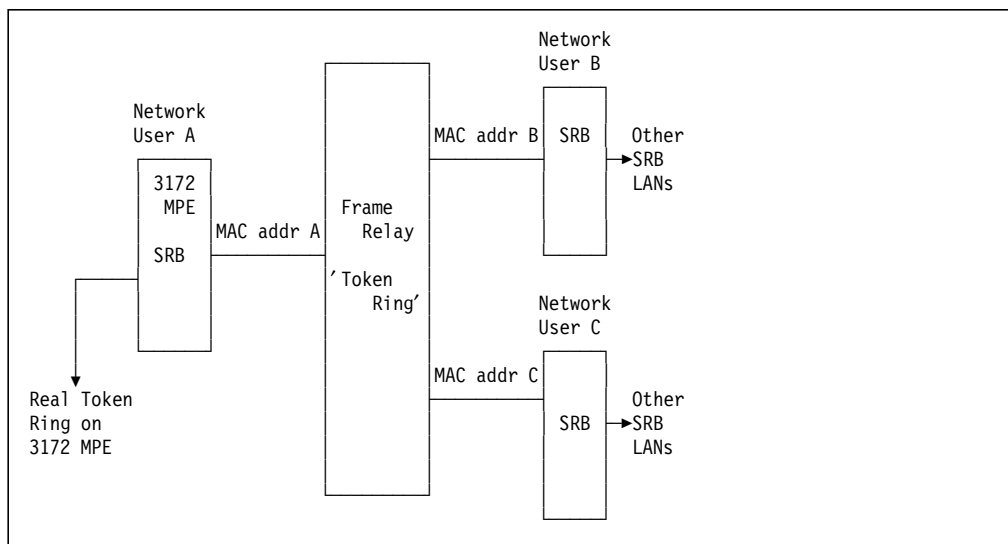 Network
User A
3172
MPE
SRB
Real Token
Ring on
3172 MPE
MAC addr A
Frame
Relay
'Token
Ring'
MAC addr B
Network
User B
SRB
Other
SRB
LANs
MAC addr C
Network
User C
SRB
Other
SRB
LANs